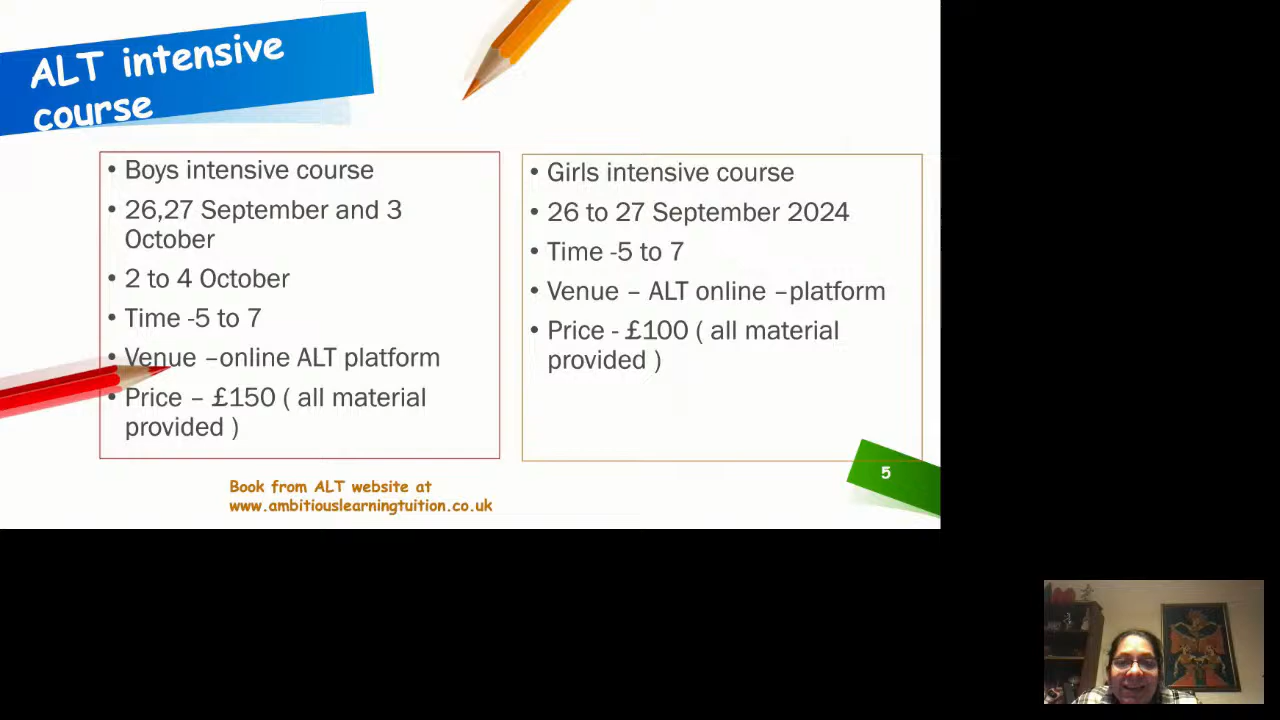 ALT intensive
course
• Boys intensive course
• 26,27 September and 3
October
• 2 to 4 October
• Time -5 to 7
• Venue –online ALT platform
• Price – £150 ( all material
provided )
• Girls intensive course
• 26 to 27 September 2024
• Time -5 to 7
• Venue – ALT online –platform
• Price - £100 ( all material
provided )
Book from ALT website at
www.ambitiouslearningtuition.co.uk
5